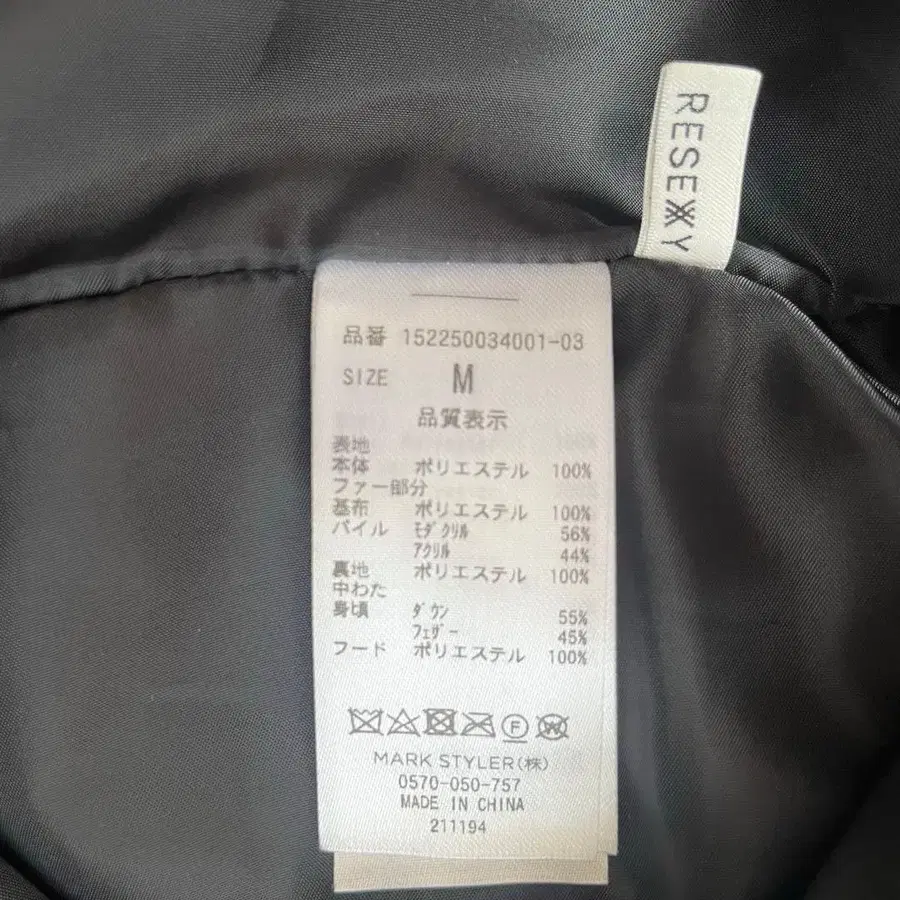 RESEXXY
品番 152250034001-03
SIZE M
品質表示
表地
本体 ポリエステル 100%
ファー部分
基布 ポリエステル 100%
パイル ﾓﾀﾞｸﾘﾙ 56%
ｱｸﾘﾙ 44%
裏地 ポリエステル 100%
中わた
身頃 ﾀﾞｳﾝ 55%
ﾌｪｻﾞｰ 45%
フード ポリエステル 100%
F
W
MARK STYLER(株)
0570-050-757
MADE IN CHINA
211194